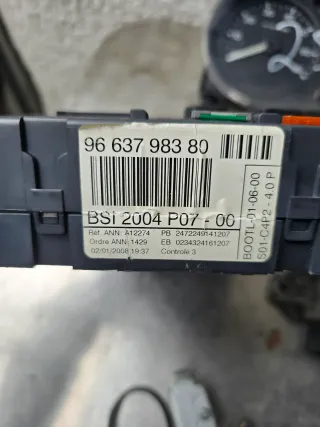 96 637 983 80
BSI 2004 P07 - 00
Ref. ANN: A12274 PB 2472249141207
Ordre ANN: 1429 EB 0234324161207
02/01/2008 19:37 Controle 3
BOOTL-01-06-00
S01-C4P2 - 4.0 P